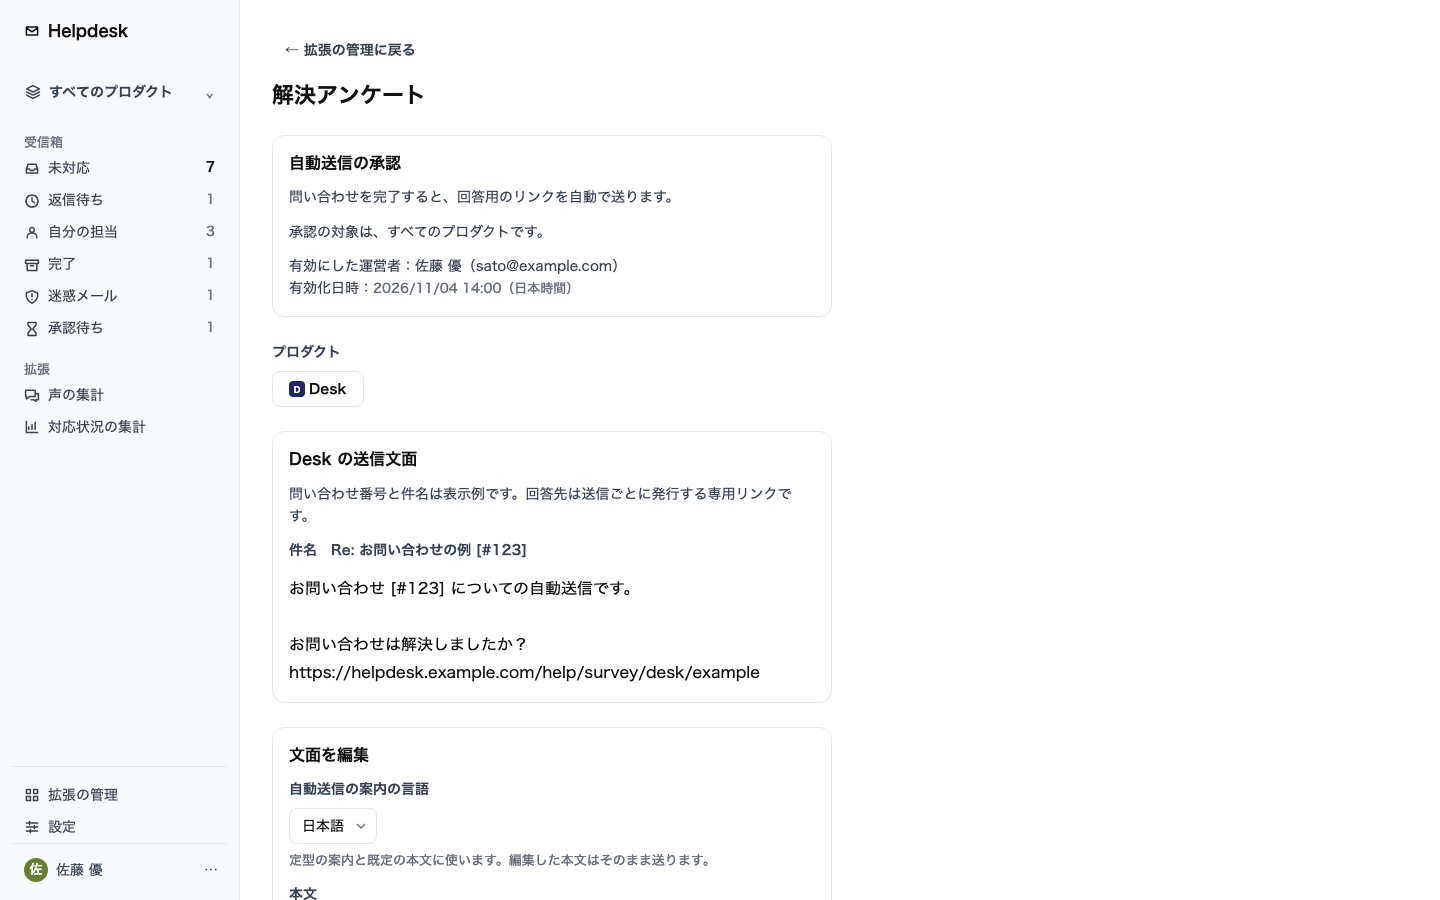 Helpdesk
すべてのプロダクト
受信箱
未対応 7
返信待ち 1
自分の担当 3
完了 1
迷惑メール 1
承認待ち 1
拡張
声の集計
対応状況の集計
拡張の管理
設定
佐 佐藤 優 …
← 拡張の管理に戻る
解決アンケート
自動送信の承認
問い合わせを完了すると、回答用のリンクを自動で送ります。
承認の対象は、すべてのプロダクトです。
有効にした運営者：佐藤 優（sato@example.com）
有効化日時：2026/11/04 14:00（日本時間）
プロダクト
D Desk
Desk の送信文面
問い合わせ番号と件名は表示例です。回答先は送信ごとに発行する専用リンクで
す。
件名 Re: お問い合わせの例 [#123]
お問い合わせ [#123] についての自動送信です。
お問い合わせは解決しましたか？
https://helpdesk.example.com/help/survey/desk/example
文面を編集
自動送信の案内の言語
日本語
定型の案内と既定の本文に使います。編集した本文はそのまま送ります。
本文